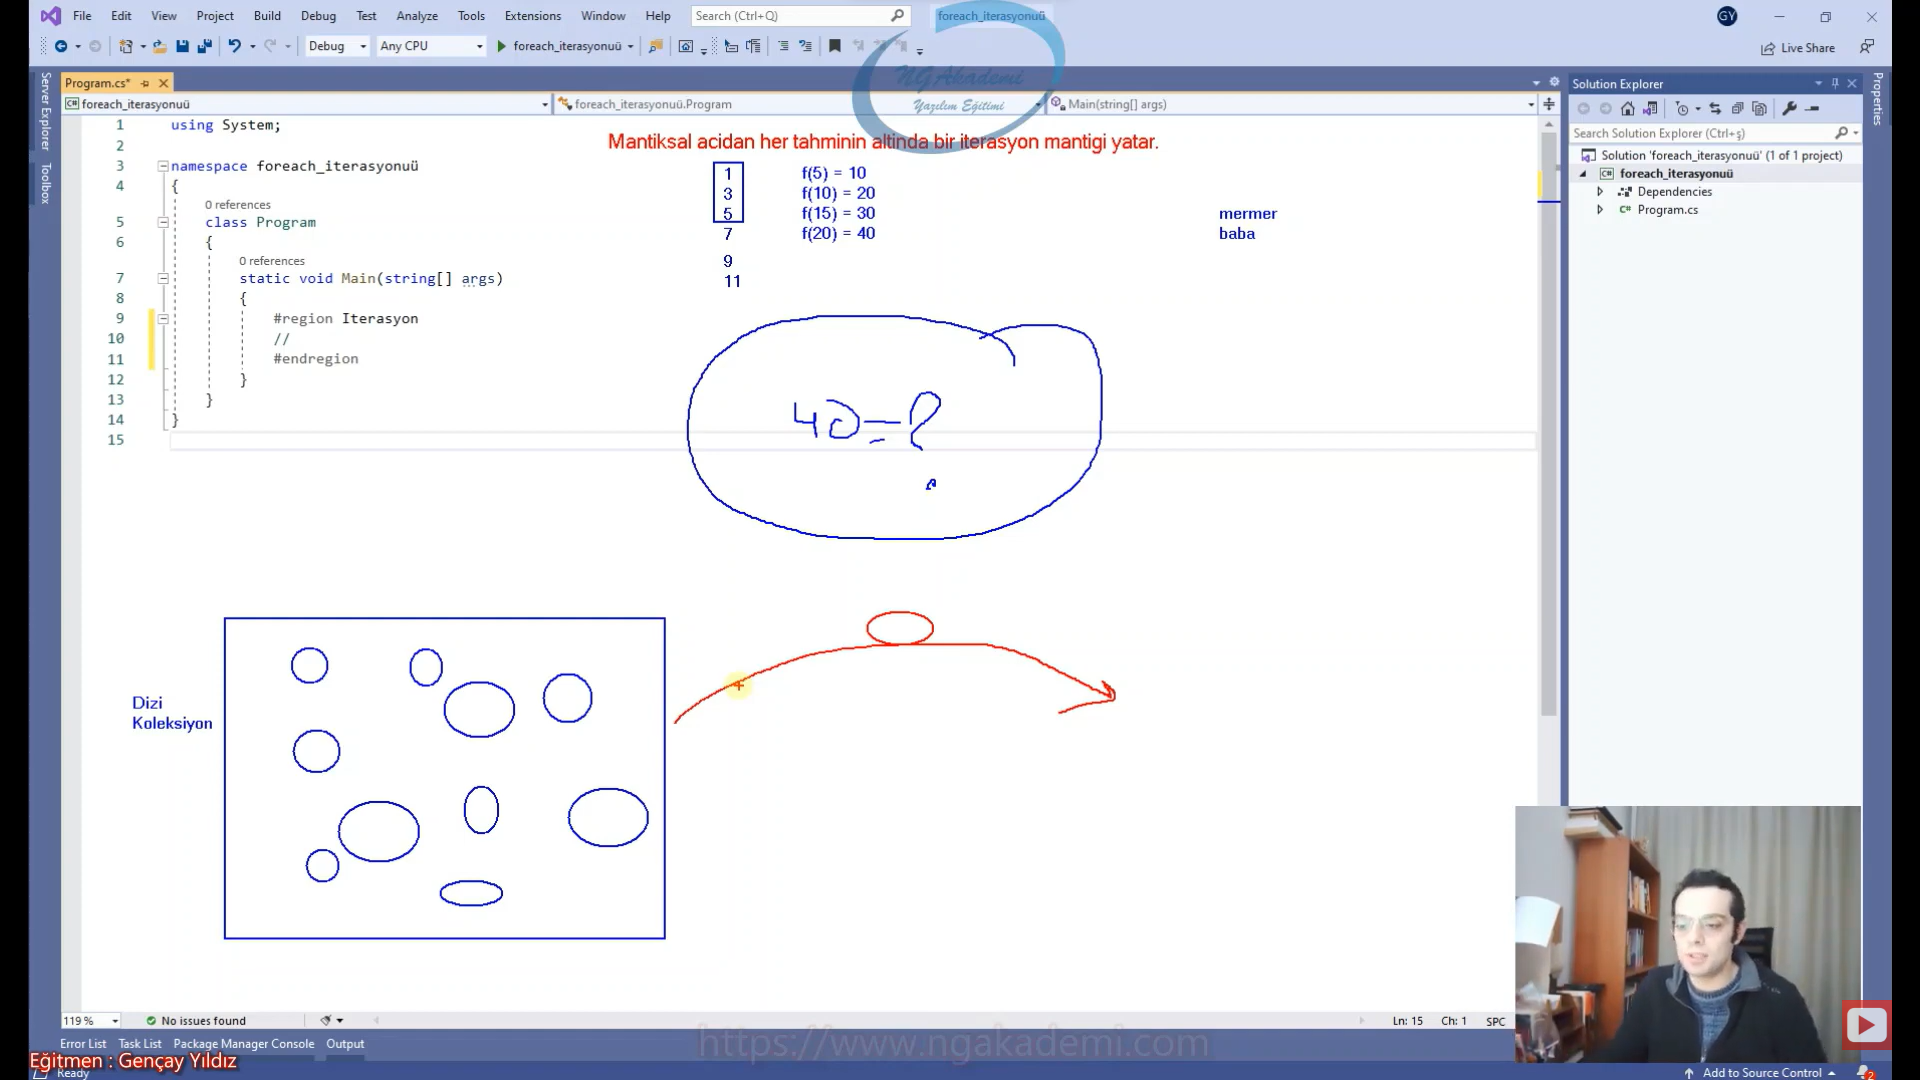 File Edit View Project Build Debug Test Analyze Tools Extensions Window Help Search (Ctrl+Q) foreach_iterasyonuü GY
Debug Any CPU foreach_iterasyonuü Live Share
NGAkademi
Yazılım Eğitimi
Server Explorer
Toolbox
Program.cs*
foreach_iterasyonuü foreach_iterasyonuü.Program Main(string[] args)
1 using System;
2
3 namespace foreach_iterasyonuü
4 {
0 references
5 class Program
6 {
0 references
7 static void Main(string[] args)
8 {
9 #region Iterasyon
10 //
11 #endregion
12 }
13 }
14 }
15
Mantiksal acidan her tahminin altinda bir iterasyon mantigi yatar.
1
3
5
7
9
11
f(5) = 10
f(10) = 20
f(15) = 30
f(20) = 40
mermer
baba
40=?
Dizi
Koleksiyon
Solution Explorer
Search Solution Explorer (Ctrl+ş)
Solution 'foreach_iterasyonuü' (1 of 1 project)
foreach_iterasyonuü
Dependencies
Program.cs
Properties
119 % No issues found Ln: 15 Ch: 1 SPC
Error List Task List Package Manager Console Output
https://www.ngakademi.com
Eğitmen : Gençay Yıldız
Ready Add to Source Control 2